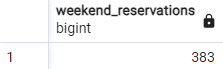 weekend_reservations
bigint
1 383